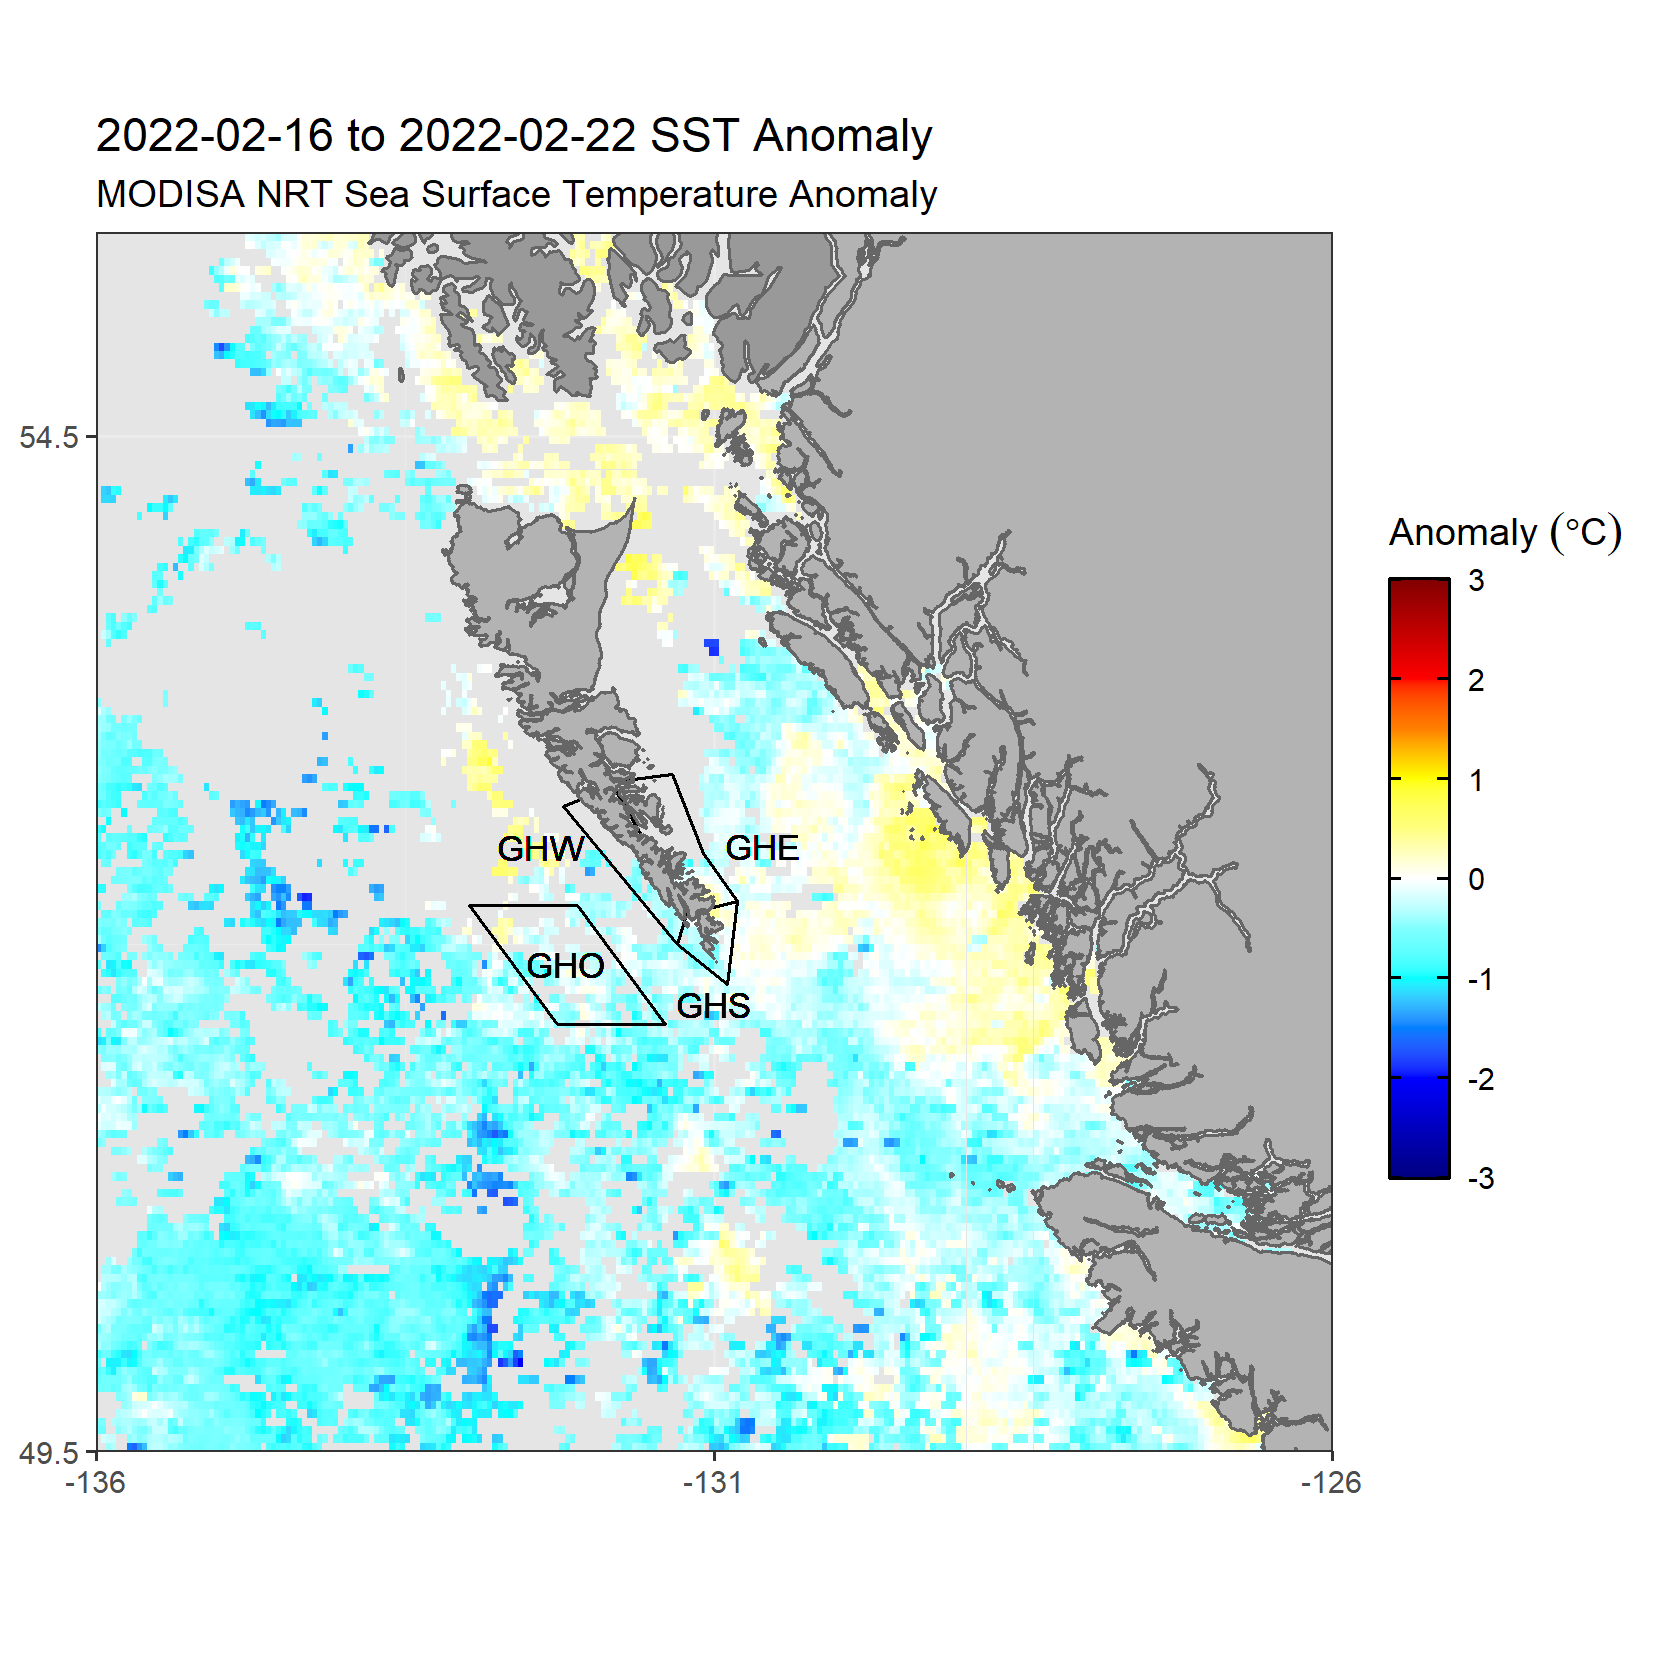 2022-02-16 to 2022-02-22 SST Anomaly
MODISA NRT Sea Surface Temperature Anomaly
54.5
49.5
-136
-131
-126
GHW
GHE
GHO
GHS
Anomaly (°C)
3
2
1
0
-1
-2
-3